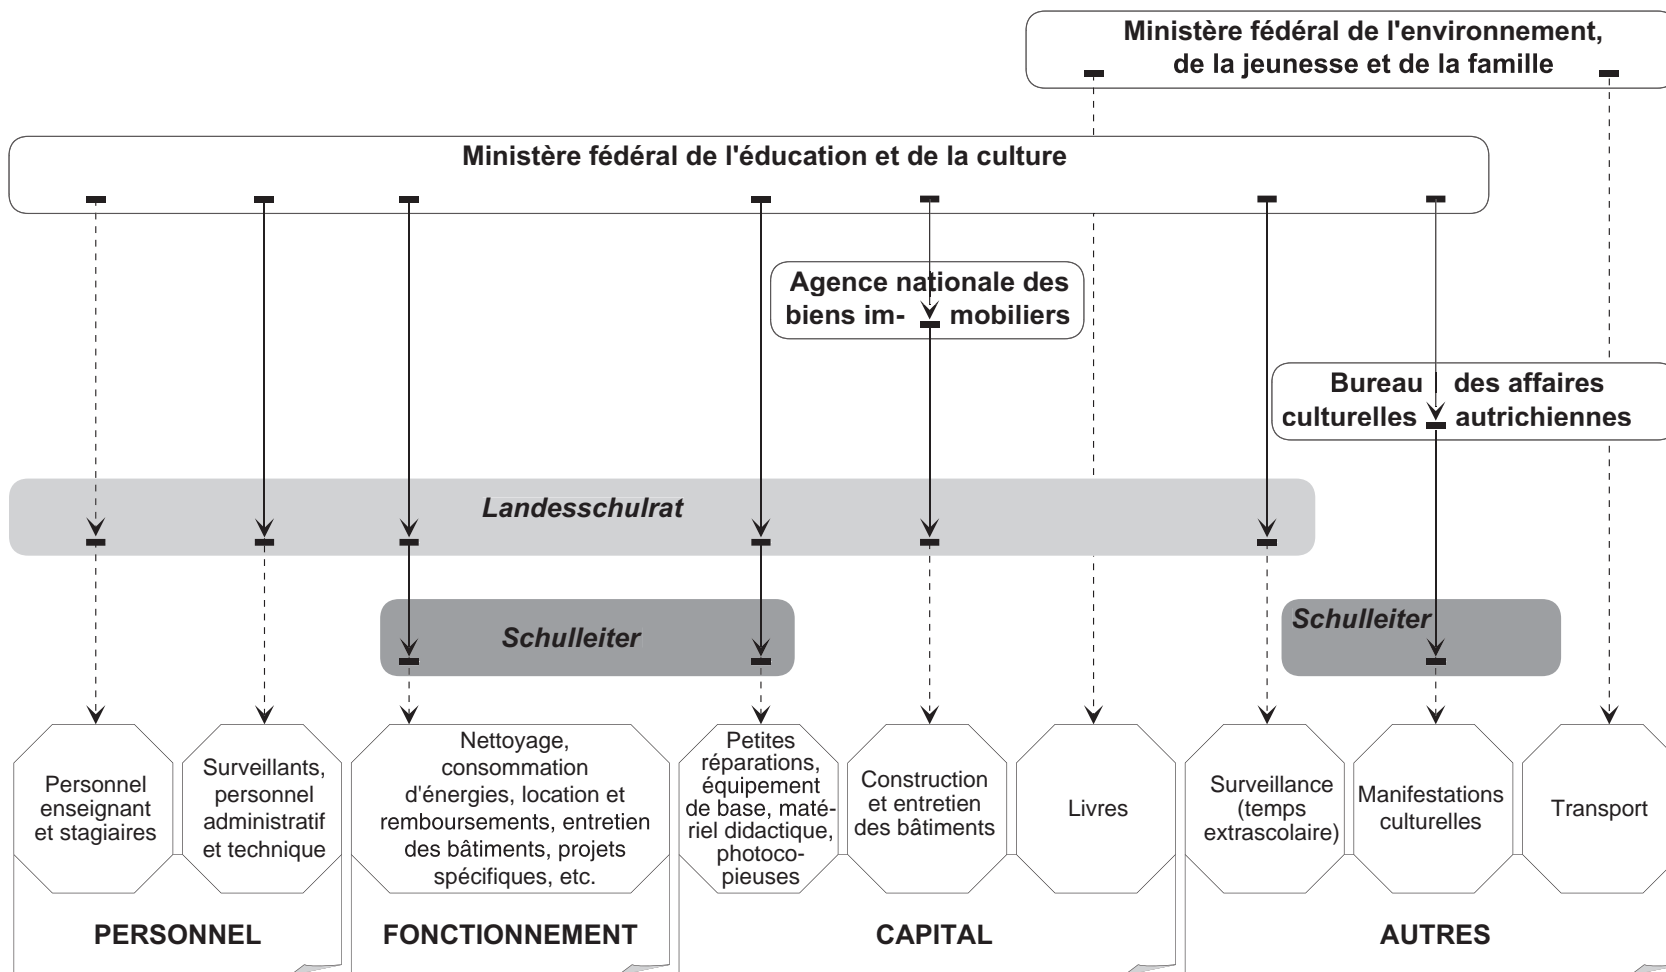 Ministère fédéral de l'environnement,
de la jeunesse et de la famille
Ministère fédéral de l'éducation et de la culture
Agence nationale des
biens im- mobiliers
Bureau des affaires
culturelles autrichiennes
Landesschulrat
Schulleiter
Schulleiter
Personnel
enseignant
et stagiaires
Surveillants,
personnel
administratif
et technique
Nettoyage,
consommation
d'énergies, location et
remboursements, entretien
des bâtiments, projets
spécifiques, etc.
Petites
réparations,
équipement
de base, maté-
riel didactique,
photoco-
pieuses
Construction
et entretien
des bâtiments
Livres
Surveillance
(temps
extrascolaire)
Manifestations
culturelles
Transport
PERSONNEL
FONCTIONNEMENT
CAPITAL
AUTRES